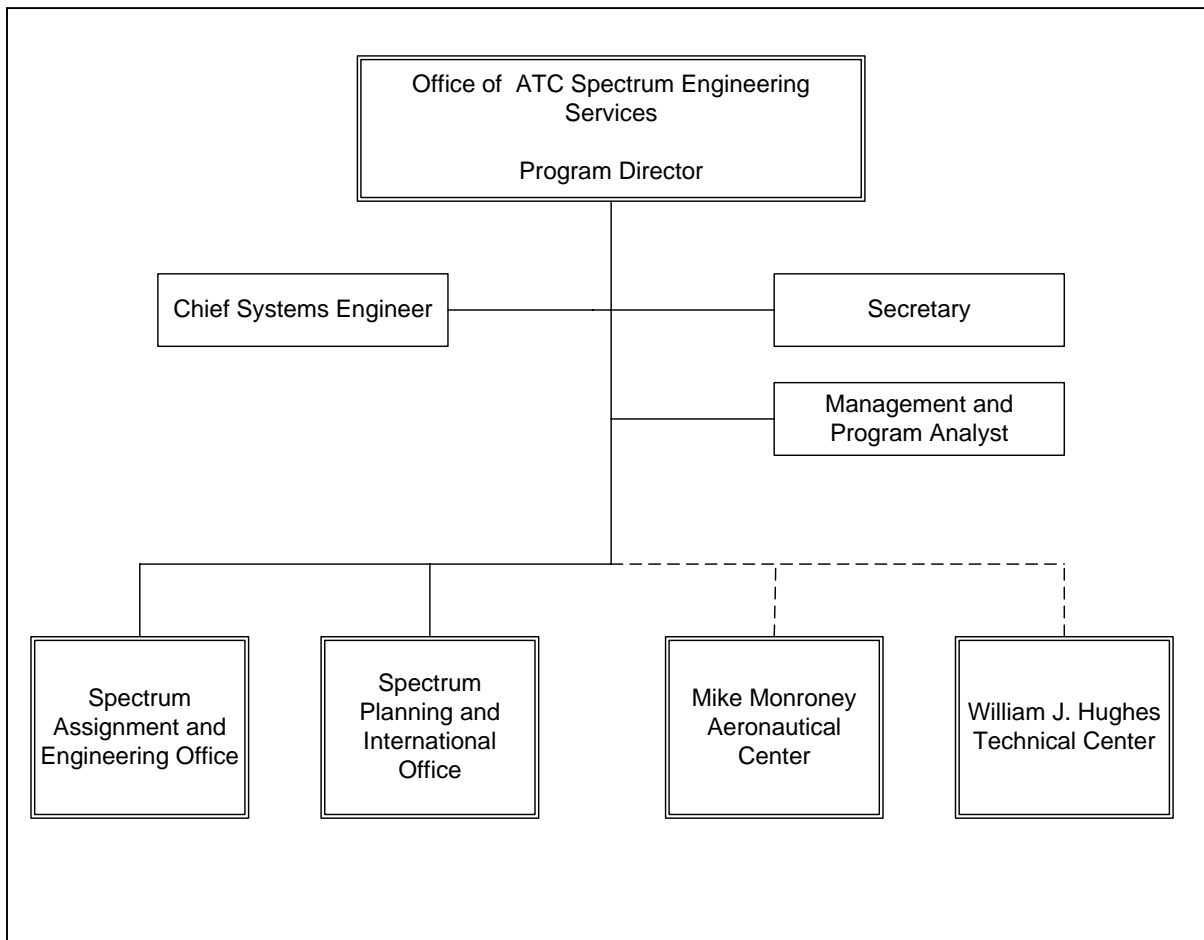 Office of ATC Spectrum Engineering
Services
Program Director
Chief Systems Engineer
Secretary
Management and
Program Analyst
Spectrum
Assignment and
Engineering Office
Spectrum
Planning and
International
Office
Mike Monroney
Aeronautical
Center
William J. Hughes
Technical Center